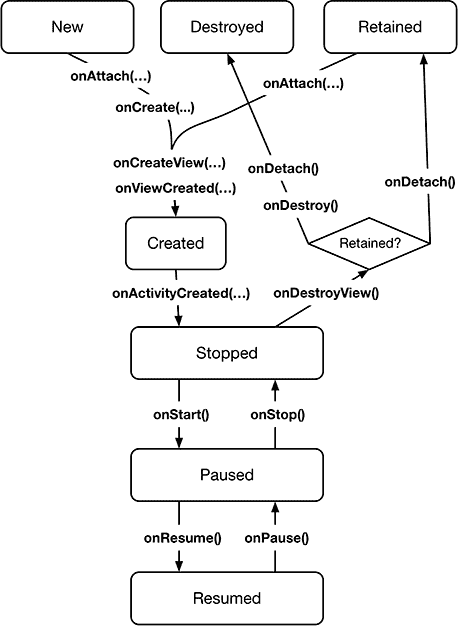 New
Destroyed
Retained
onAttach(…)
onAttach(…)
onCreate(...)
onCreateView(…)
onDetach()
onDetach()
onViewCreated(…)
onDestroy()
Created
Retained?
onActivityCreated(…)
onDestroyView()
Stopped
onStart()
onStop()
Paused
onResume()
onPause()
Resumed